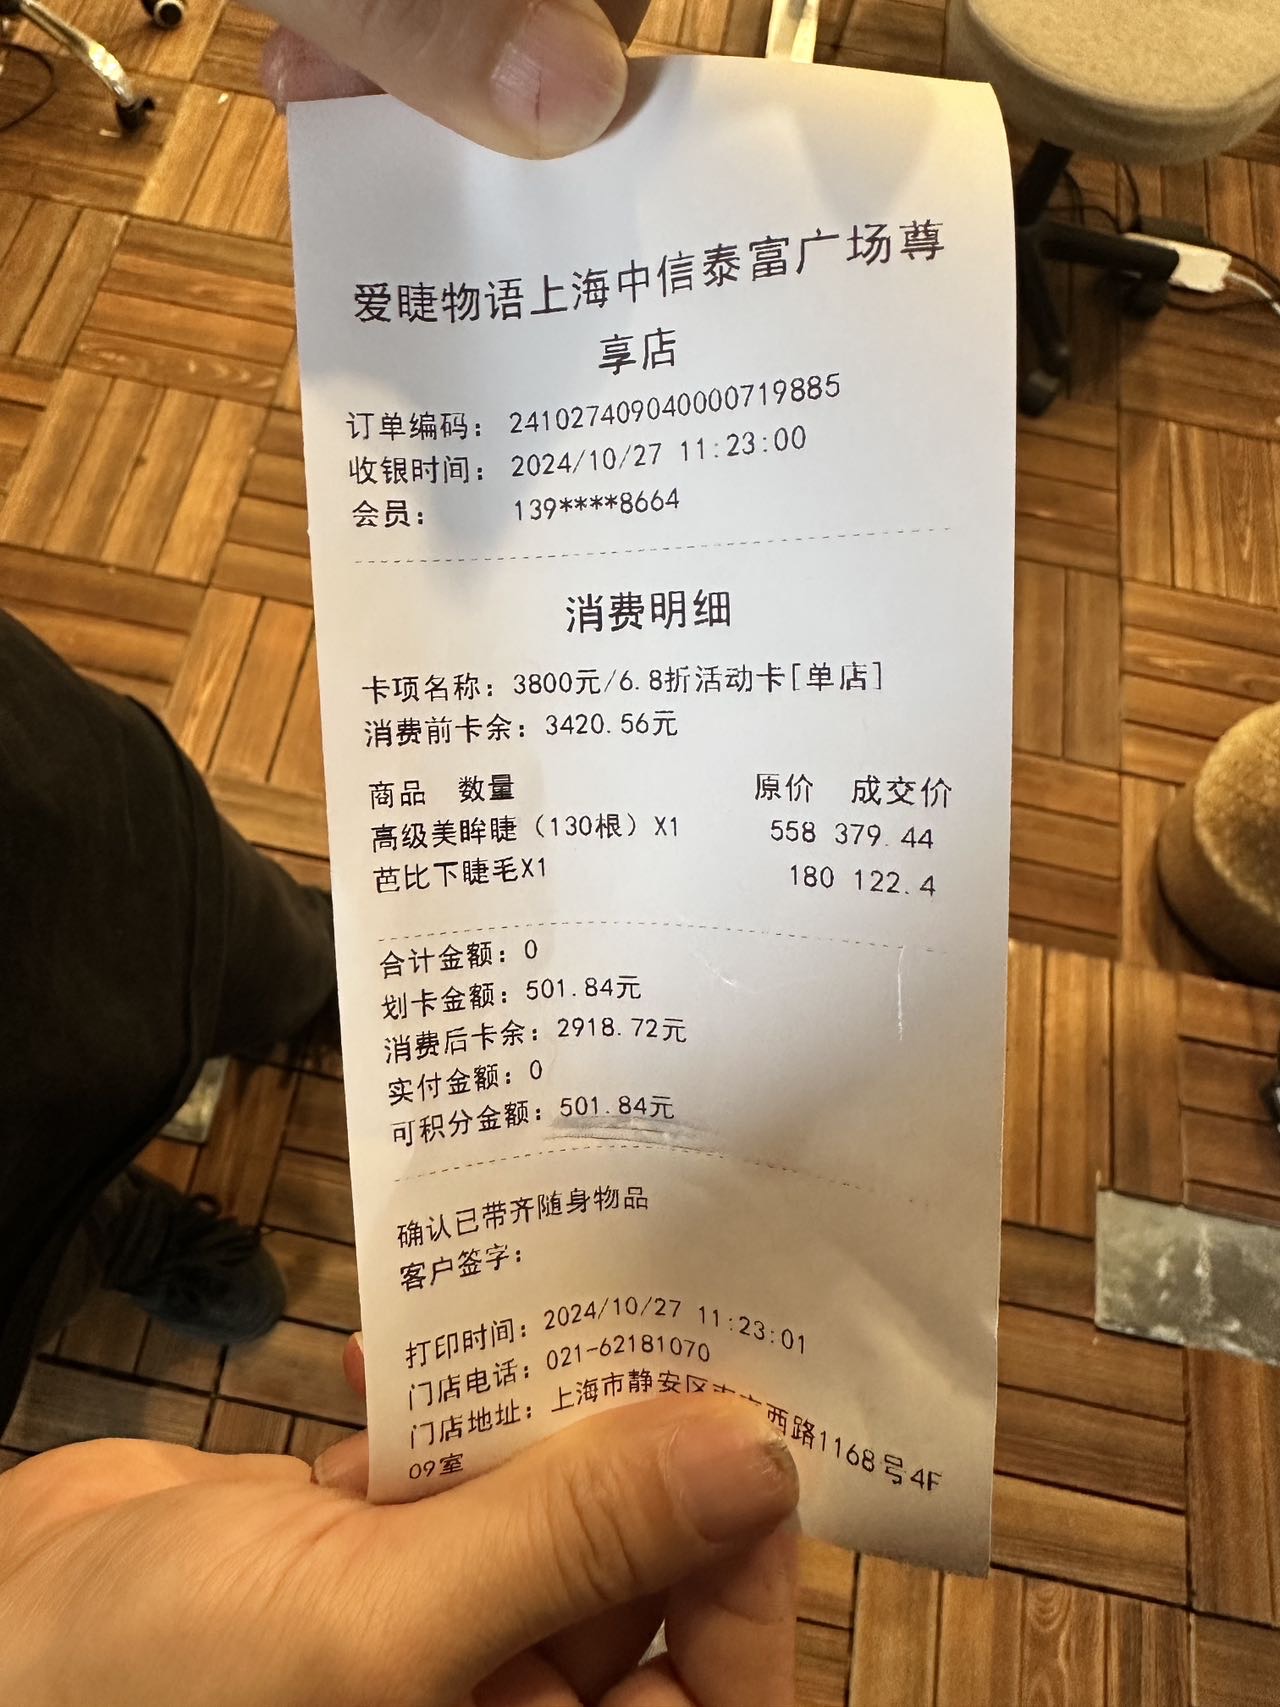 爱睫物语上海中信泰富广场尊
享店
订单编码： 241027409040000719885
收银时间： 2024/10/27 11:23:00
会员： 139****8664
消费明细
卡项名称：3800元/6.8折活动卡[单店]
消费前卡余：3420.56元
商品 数量 原价 成交价
高级美眸睫（130根）X1 558 379.44
芭比下睫毛X1 180 122.4
合计金额：0
划卡金额：501.84元
消费后卡余：2918.72元
实付金额：0
可积分金额：501.84元
确认已带齐随身物品
客户签字：
打印时间：2024/10/27 11:23:01
门店电话：021-62181070
门店地址：上海市静安区 西路1168号4F
09室